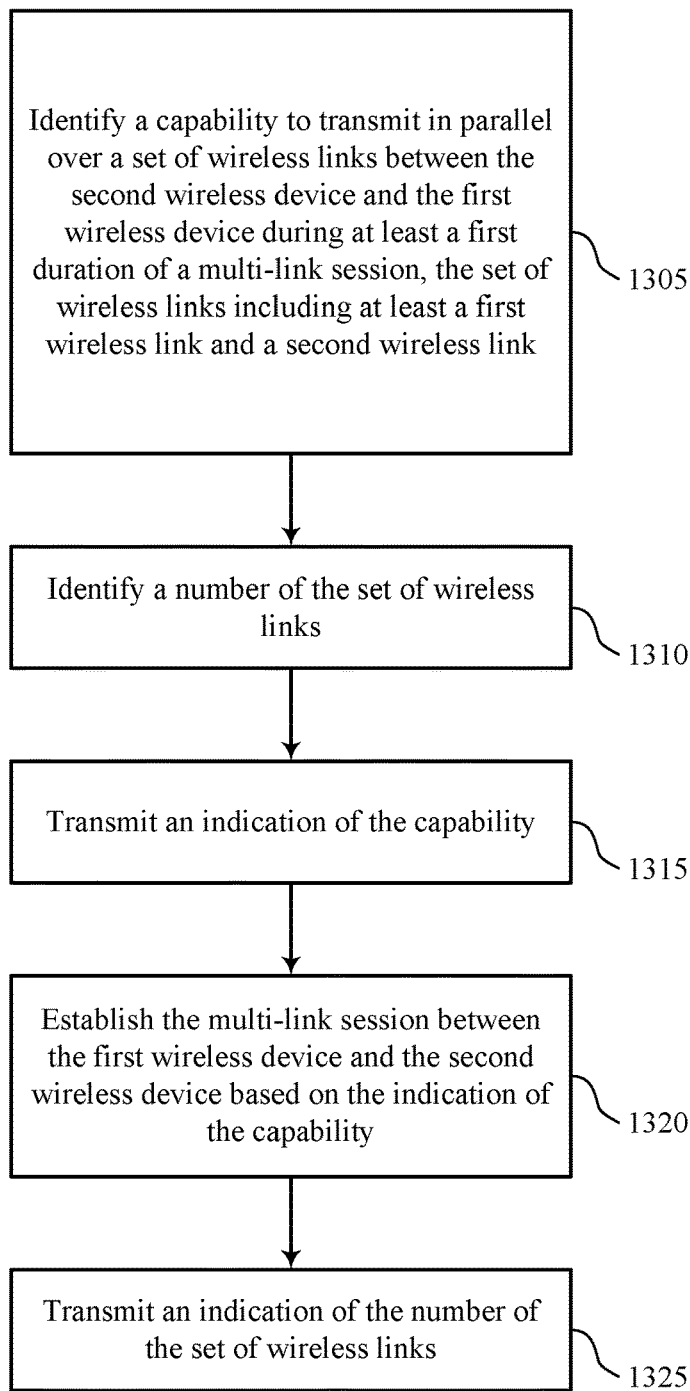 Identify a capability to transmit in parallel
over a set of wireless links between the
second wireless device and the first
wireless device during at least a first
duration of a multi-link session, the set of
wireless links including at least a first
wireless link and a second wireless link
1305
Identify a number of the set of wireless
links
1310
Transmit an indication of the capability
1315
Establish the multi-link session between
the first wireless device and the second
wireless device based on the indication of
the capability
1320
Transmit an indication of the number of
the set of wireless links
1325